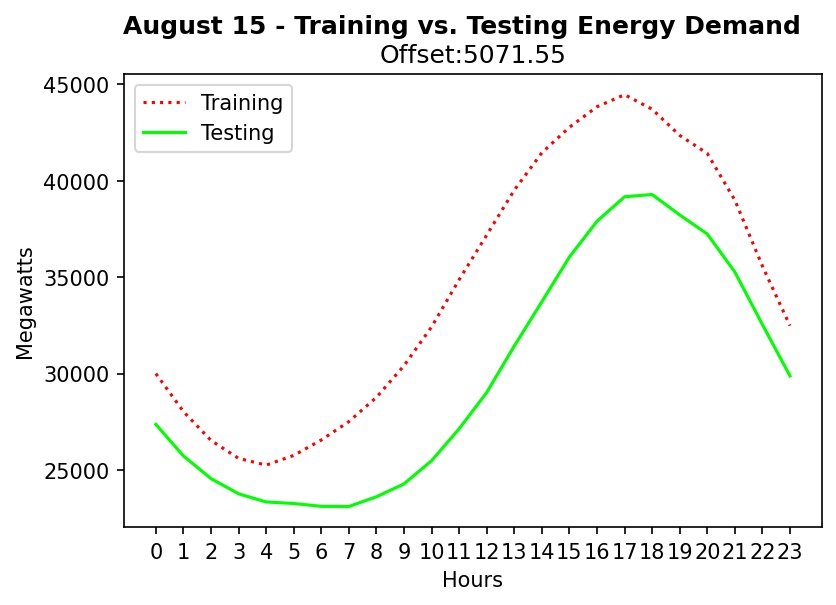 August 15 - Training vs. Testing Energy Demand
Offset:5071.55
Training
Testing
45000
40000
35000
30000
25000
Megawatts
0 1 2 3 4 5 6 7 8 9 10 11 12 13 14 15 16 17 18 19 20 21 22 23
Hours